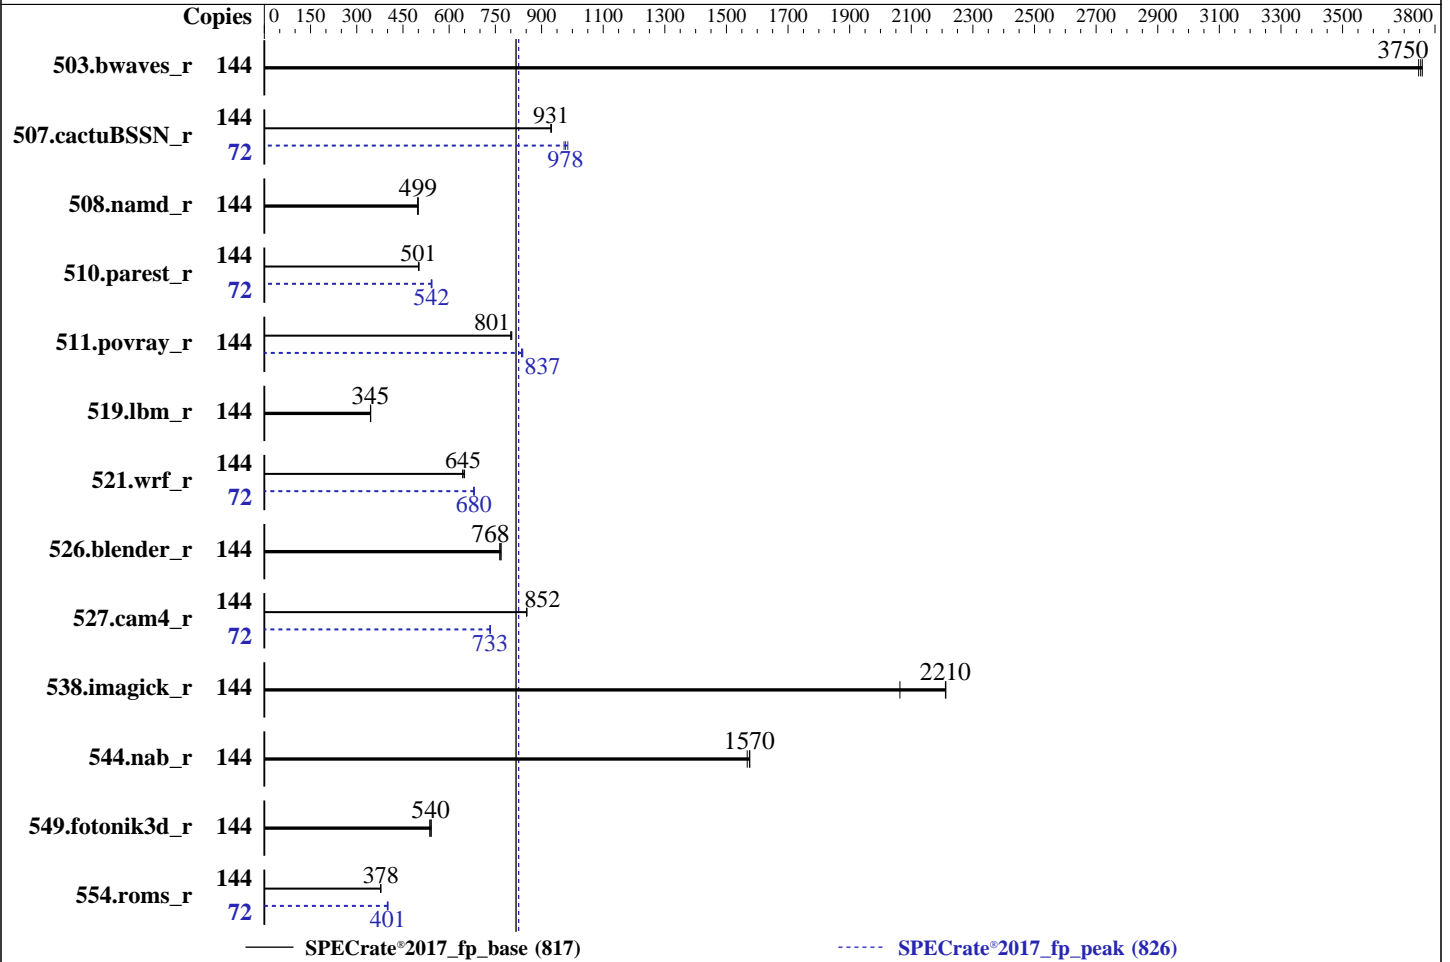 Copies 0 150 300 450 600 750 900 1100 1300 1500 1700 1900 2100 2300 2500 2700 2900 3100 3300 3500 3800
503.bwaves_r 144 3750
507.cactuBSSN_r 144 931
72 978
508.namd_r 144 499
510.parest_r 144 501
72 542
511.povray_r 144 801
837
519.lbm_r 144 345
521.wrf_r 144 645
72 680
526.blender_r 144 768
527.cam4_r 144 852
72 733
538.imagick_r 144 2210
544.nab_r 144 1570
549.fotonik3d_r 144 540
554.roms_r 144 378
72 401
SPECrate®2017_fp_base (817) SPECrate®2017_fp_peak (826)